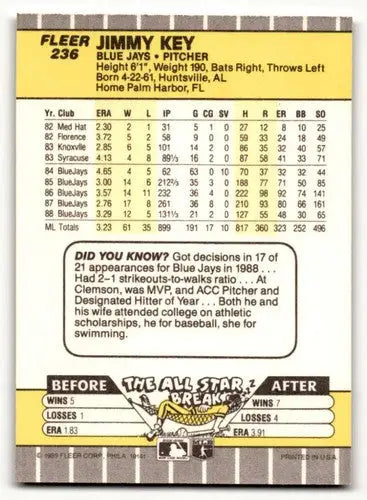 FLEER
236
JIMMY KEY
BLUE JAYS • PITCHER
Height 6'1", Weight 190, Bats Right, Throws Left
Born 4-22-61, Huntsville, AL
Home Palm Harbor, FL
Yr. Club ERA W L IP G CG SV H R ER BB SO
82 Med Hat 2.30 2 1 31 5 1 0 27 12 8 10 25
82 Florence 3.72 5 2 58 9 0 0 59 33 24 18 49
83 Knoxville 2.85 6 5 101 14 2 0 86 35 32 40 57
83 Syracuse 4.13 4 8 89⅓ 16 2 0 87 58 41 33 71
84 BlueJays 4.65 4 5 62 63 0 10 70 37 32 32 44
85 BlueJays 3.00 14 6 212⅔ 35 3 0 188 77 71 50 85
86 BlueJays 3.57 14 11 232 36 4 0 222 98 92 74 141
87 BlueJays 2.76 17 8 261 36 8 0 210 93 80 66 161
88 BlueJays 3.29 12 5 131⅓ 21 2 0 127 55 48 30 65
ML Totals 3.23 61 35 899 191 17 10 817 360 323 252 496
DID YOU KNOW? Got decisions in 17 of
21 appearances for Blue Jays in 1988 . . .
Had 2–1 strikeouts-to-walks ratio . . . At
Clemson, was MVP, and ACC Pitcher and
Designated Hitter of Year . . . Both he and
his wife attended college on athletic
scholarships, he for baseball, she for
swimming.
BEFORE
THE ALL STAR
BREAK
AFTER
WINS 5
LOSSES 1
ERA 1.83
WINS 7
LOSSES 4
ERA 3.91
© 1989 FLEER CORP., PHILA. 19141
PRINTED IN U.S.A.